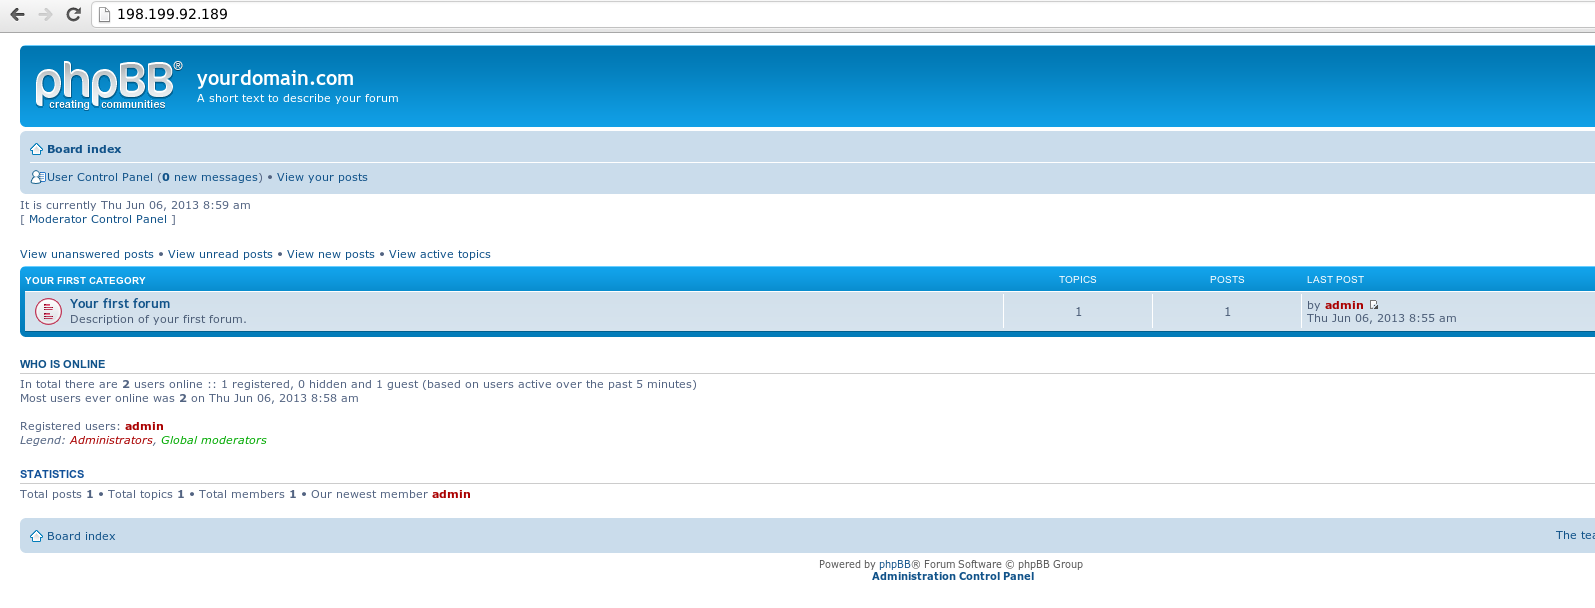 198.199.92.189
phpBB®
creating communities
yourdomain.com
A short text to describe your forum
Board index
User Control Panel (0 new messages) • View your posts
It is currently Thu Jun 06, 2013 8:59 am
[ Moderator Control Panel ]
View unanswered posts • View unread posts • View new posts • View active topics
YOUR FIRST CATEGORY TOPICS POSTS LAST POST
Your first forum
Description of your first forum.
1 1
by admin
Thu Jun 06, 2013 8:55 am
WHO IS ONLINE
In total there are 2 users online :: 1 registered, 0 hidden and 1 guest (based on users active over the past 5 minutes)
Most users ever online was 2 on Thu Jun 06, 2013 8:58 am
Registered users: admin
Legend: Administrators, Global moderators
STATISTICS
Total posts 1 • Total topics 1 • Total members 1 • Our newest member admin
Board index The
Powered by phpBB® Forum Software © phpBB Group
Administration Control Panel